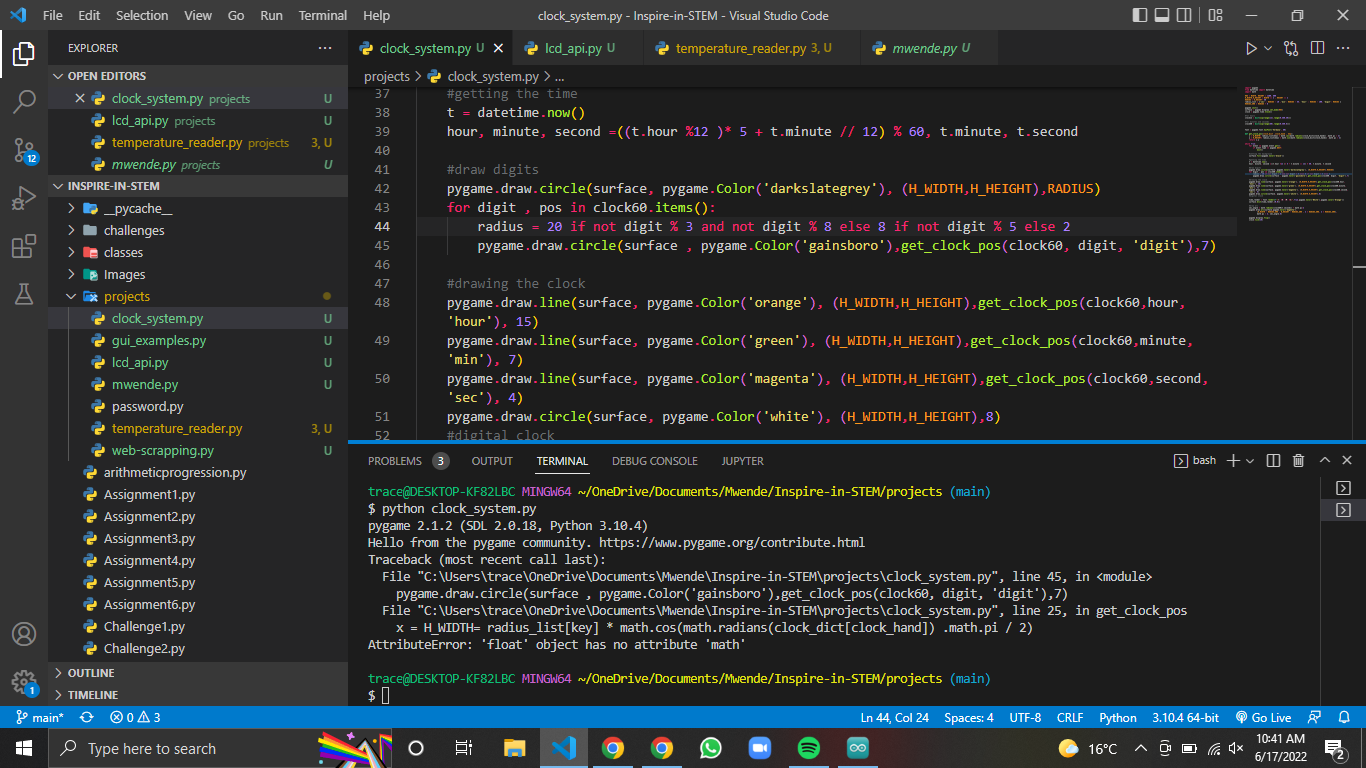 File Edit Selection View Go Run Terminal Help
clock_system.py - Inspire-in-STEM - Visual Studio Code
EXPLORER
OPEN EDITORS
clock_system.py projects U
lcd_api.py projects U
temperature_reader.py projects 3, U
mwende.py projects U
INSPIRE-IN-STEM
__pycache__
challenges
classes
Images
projects
clock_system.py U
gui_examples.py U
lcd_api.py U
mwende.py U
password.py
temperature_reader.py 3, U
web-scrapping.py U
arithmeticprogression.py
Assignment1.py
Assignment2.py
Assignment3.py
Assignment4.py
Assignment5.py
Assignment6.py
Challenge1.py
Challenge2.py
OUTLINE
TIMELINE
12
1
clock_system.py U
lcd_api.py U
temperature_reader.py 3, U
mwende.py U
projects > clock_system.py > ...
37 #getting the time
38 t = datetime.now()
39 hour, minute, second =((t.hour %12 )* 5 + t.minute // 12) % 60, t.minute, t.second
40
41 #draw digits
42 pygame.draw.circle(surface, pygame.Color('darkslategrey'), (H_WIDTH,H_HEIGHT),RADIUS)
43 for digit , pos in clock60.items():
44 radius = 20 if not digit % 3 and not digit % 8 else 8 if not digit % 5 else 2
45 pygame.draw.circle(surface , pygame.Color('gainsboro'),get_clock_pos(clock60, digit, 'digit'),7)
46
47 #drawing the clock
48 pygame.draw.line(surface, pygame.Color('orange'), (H_WIDTH,H_HEIGHT),get_clock_pos(clock60,hour,
'hour'), 15)
49 pygame.draw.line(surface, pygame.Color('green'), (H_WIDTH,H_HEIGHT),get_clock_pos(clock60,minute,
'min'), 7)
50 pygame.draw.line(surface, pygame.Color('magenta'), (H_WIDTH,H_HEIGHT),get_clock_pos(clock60,second,
'sec'), 4)
51 pygame.draw.circle(surface, pygame.Color('white'), (H_WIDTH,H_HEIGHT),8)
52 #digital clock
PROBLEMS 3 OUTPUT TERMINAL DEBUG CONSOLE JUPYTER
bash
trace@DESKTOP-KF82LBC MINGW64 ~/OneDrive/Documents/Mwende/Inspire-in-STEM/projects (main)
$ python clock_system.py
pygame 2.1.2 (SDL 2.0.18, Python 3.10.4)
Hello from the pygame community. https://www.pygame.org/contribute.html
Traceback (most recent call last):
File "C:\Users\trace\OneDrive\Documents\Mwende\Inspire-in-STEM\projects\clock_system.py", line 45, in <module>
pygame.draw.circle(surface , pygame.Color('gainsboro'),get_clock_pos(clock60, digit, 'digit'),7)
File "C:\Users\trace\OneDrive\Documents\Mwende\Inspire-in-STEM\projects\clock_system.py", line 25, in get_clock_pos
x = H_WIDTH= radius_list[key] * math.cos(math.radians(clock_dict[clock_hand]) .math.pi / 2)
AttributeError: 'float' object has no attribute 'math'
trace@DESKTOP-KF82LBC MINGW64 ~/OneDrive/Documents/Mwende/Inspire-in-STEM/projects (main)
$
main* 0 3
Ln 44, Col 24 Spaces: 4 UTF-8 CRLF Python 3.10.4 64-bit Go Live
Type here to search
16°C
10:41 AM
6/17/2022
2